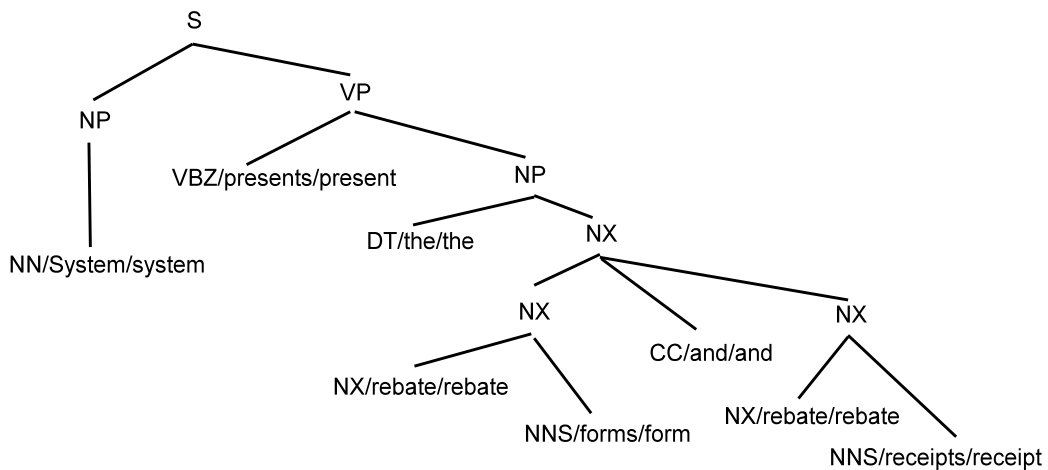 S
VP
NP
VBZ/presents/present
NP
DT/the/the
NX
NN/System/system
NX
NX
CC/and/and
NX/rebate/rebate
NX/rebate/rebate
NNS/forms/form
NNS/receipts/receipt